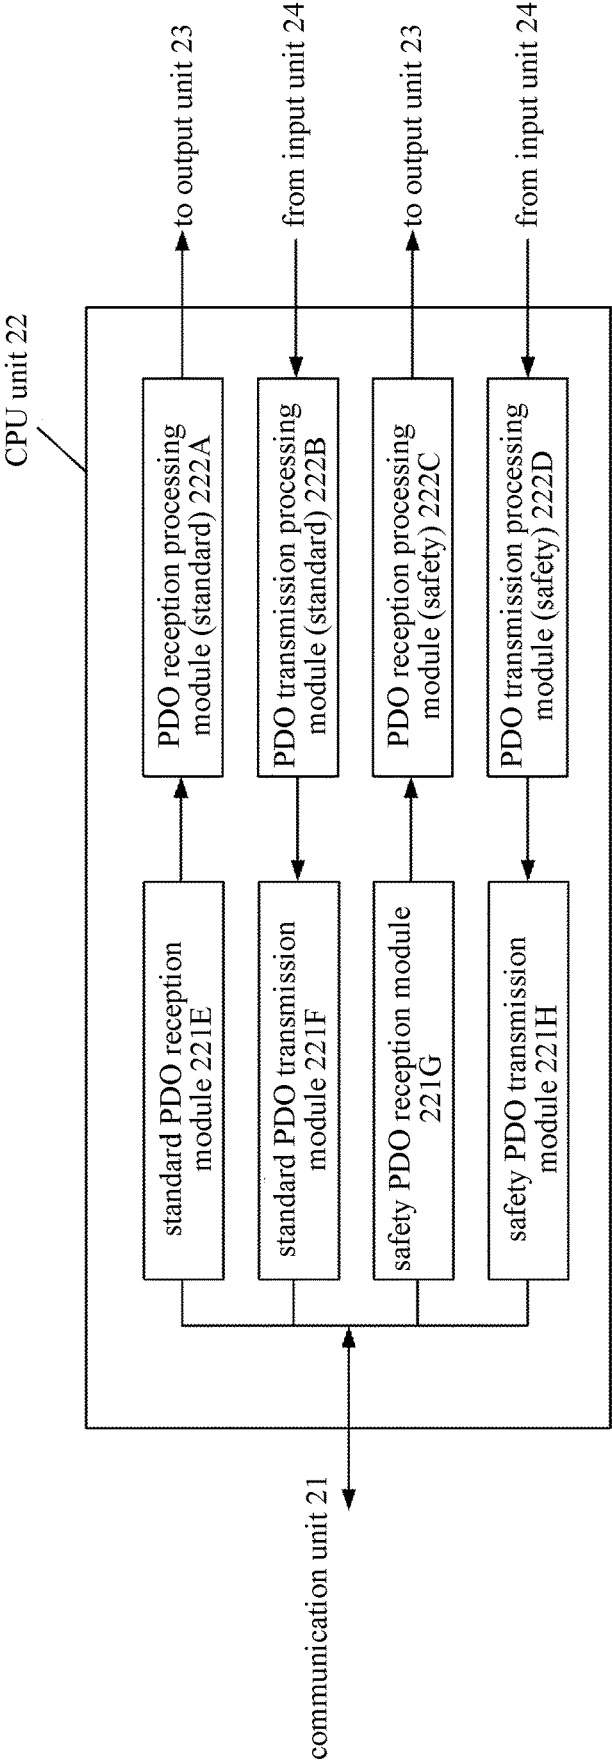 CPU unit 22
communication unit 21
standard PDO reception
module 221E
PDO reception processing
module (standard) 222A
to output unit 23
standard PDO transmission
module 221F
PDO transmission processing
module (standard) 222B
from input unit 24
safety PDO reception module
221G
PDO reception processing
module (safety) 222C
to output unit 23
safety PDO transmission
module 221H
PDO transmission processing
module (safety) 222D
from input unit 24